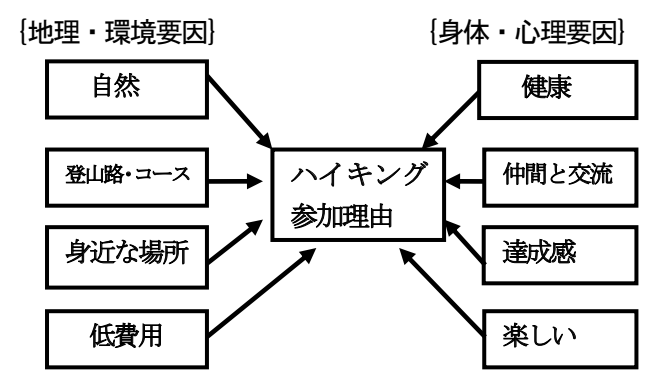 {地理・環境要因}
{身体・心理要因}
自然
健康
登山路・コース
ハイキング
参加理由
仲間と交流
身近な場所
達成感
低費用
楽しい